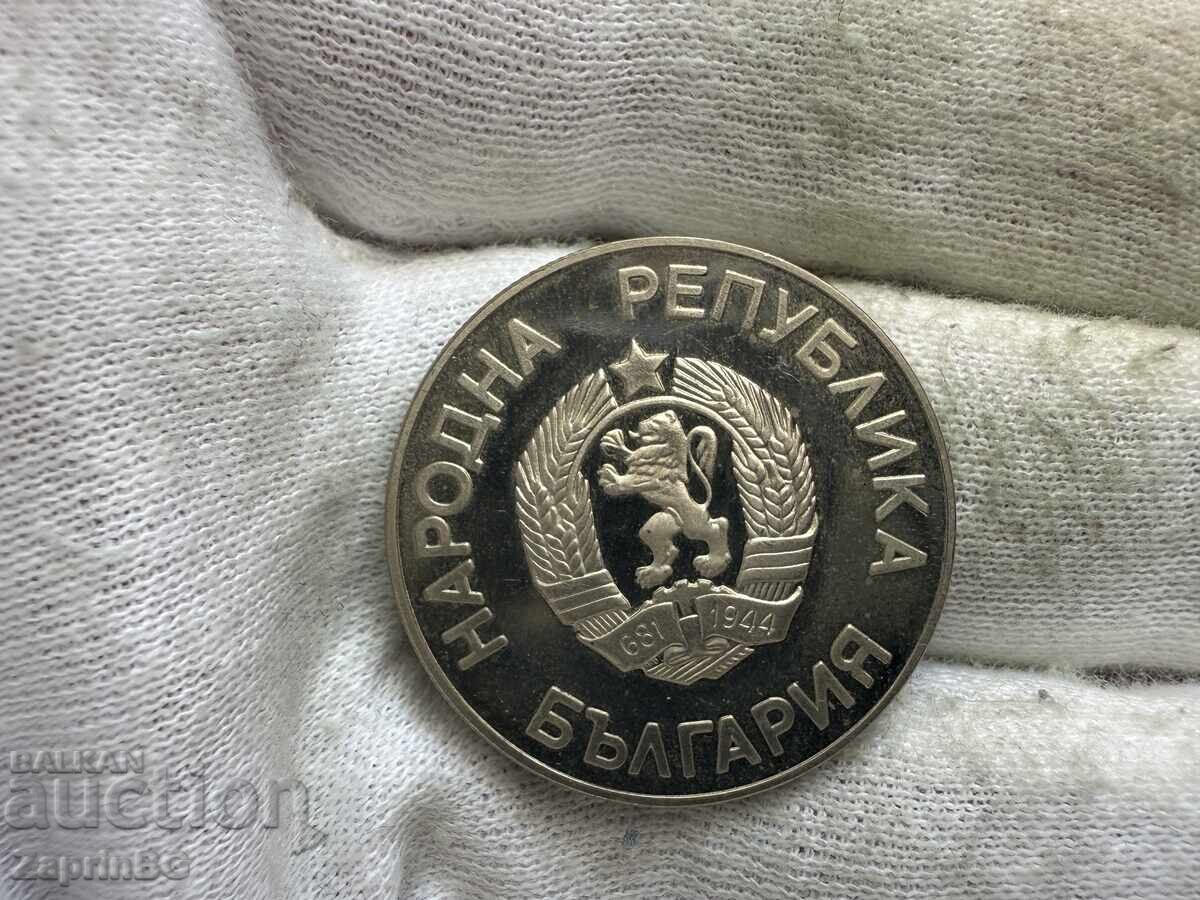 НАРОДНА РЕПУБЛИКА
БЪЛГАРИЯ
681 1944
BALKAN
auction
ZaprinBG